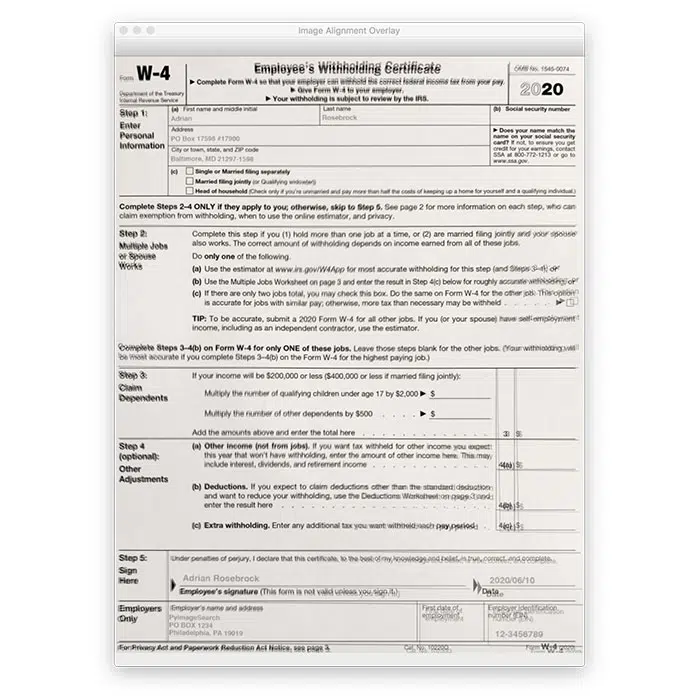 Image Alignment Overlay
Form W-4
Department of the Treasury
Internal Revenue Service
Employee's Withholding Certificate
▶ Complete Form W-4 so that your employer can withhold the correct federal income tax from your pay.
▶ Give Form W-4 to your employer.
▶ Your withholding is subject to review by the IRS.
OMB No. 1545-0074
2020
Step 1:
Enter
Personal
Information
(a) First name and middle initial
Adrian
Last name
Rosebrock
(b) Social security number
Address
PO Box 17598 #17900
City or town, state, and ZIP code
Baltimore, MD 21297-1598
▶ Does your name match the
name on your social security
card? If not, to ensure you get
credit for your earnings, contact
SSA at 800-772-1213 or go to
www.ssa.gov.
(c) Single or Married filing separately
Married filing jointly (or Qualifying widow(er))
Head of household (Check only if you're unmarried and pay more than half the costs of keeping up a home for yourself and a qualifying individual.)
Complete Steps 2–4 ONLY if they apply to you; otherwise, skip to Step 5. See page 2 for more information on each step, who can
claim exemption from withholding, when to use the online estimator, and privacy.
Step 2:
Multiple Jobs
or Spouse
Works
Complete this step if you (1) hold more than one job at a time, or (2) are married filing jointly and your spouse
also works. The correct amount of withholding depends on income earned from all of these jobs.
Do only one of the following.
(a) Use the estimator at www.irs.gov/W4App for most accurate withholding for this step (and Steps 3–4); or
(b) Use the Multiple Jobs Worksheet on page 3 and enter the result in Step 4(c) below for roughly accurate withholding; or
(c) If there are only two jobs total, you may check this box. Do the same on Form W-4 for the other job. This option
is accurate for jobs with similar pay; otherwise, more tax than necessary may be withheld . . . . . ▶
TIP: To be accurate, submit a 2020 Form W-4 for all other jobs. If you (or your spouse) have self-employment
income, including as an independent contractor, use the estimator.
Complete Steps 3–4(b) on Form W-4 for only ONE of these jobs. Leave those steps blank for the other jobs. (Your withholding will
be most accurate if you complete Steps 3–4(b) on the Form W-4 for the highest paying job.)
Step 3:
Claim
Dependents
If your income will be $200,000 or less ($400,000 or less if married filing jointly):
Multiply the number of qualifying children under age 17 by $2,000 ▶ $
Multiply the number of other dependents by $500 . . . . ▶ $
Add the amounts above and enter the total here . . . . . . . . . . . . . 3 $
Step 4
(optional):
Other
Adjustments
(a) Other income (not from jobs). If you want tax withheld for other income you expect
this year that won't have withholding, enter the amount of other income here. This may
include interest, dividends, and retirement income . . . . . . . . . . . . 4(a) $
(b) Deductions. If you expect to claim deductions other than the standard deduction
and want to reduce your withholding, use the Deductions Worksheet on page 3 and
enter the result here . . . . . . . . . . . . . . . . . . . . . 4(b) $
(c) Extra withholding. Enter any additional tax you want withheld each pay period . 4(c) $
Step 5:
Sign
Here
Under penalties of perjury, I declare that this certificate, to the best of my knowledge and belief, is true, correct, and complete.
Adrian Rosebrock
Employee's signature (This form is not valid unless you sign it.)
2020/06/10
Date
Employers
Only
Employer's name and address
PyImageSearch
PO BOX 1234
Philadelphia, PA 19019
First date of
employment
Employer identification
number (EIN)
12-3456789
For Privacy Act and Paperwork Reduction Act Notice, see page 3.
Cat. No. 10220Q
Form W-4 (2020)